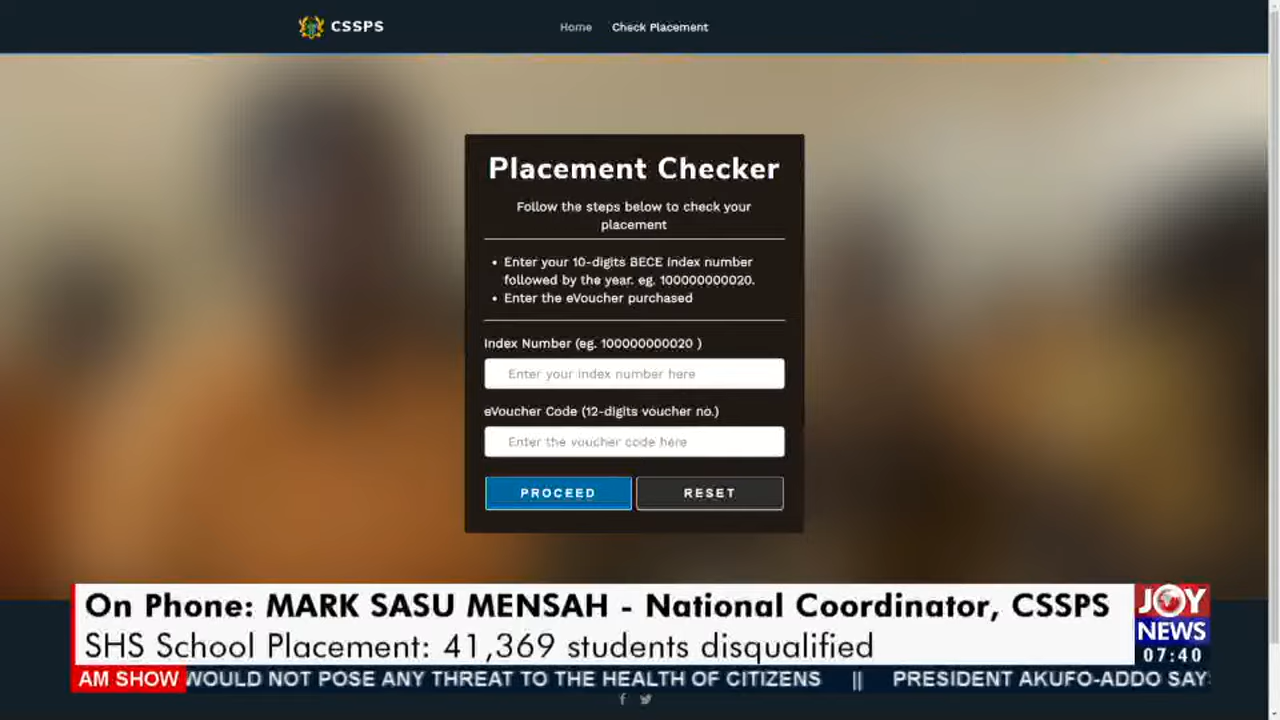 CSSPS
Home
Check Placement
Placement Checker
Follow the steps below to check your
placement
• Enter your 10-digits BECE Index number
followed by the year. eg. 100000000020.
• Enter the eVoucher purchased
Index Number (eg. 100000000020 )
Enter your index number here
eVoucher Code (12-digits voucher no.)
Enter the voucher code here
PROCEED
RESET
On Phone: MARK SASU MENSAH - National Coordinator, CSSPS
SHS School Placement: 41,369 students disqualified
JOY
NEWS
07:40
AM SHOW
WOULD NOT POSE ANY THREAT TO THE HEALTH OF CITIZENS || PRESIDENT AKUFO-ADDO SAY